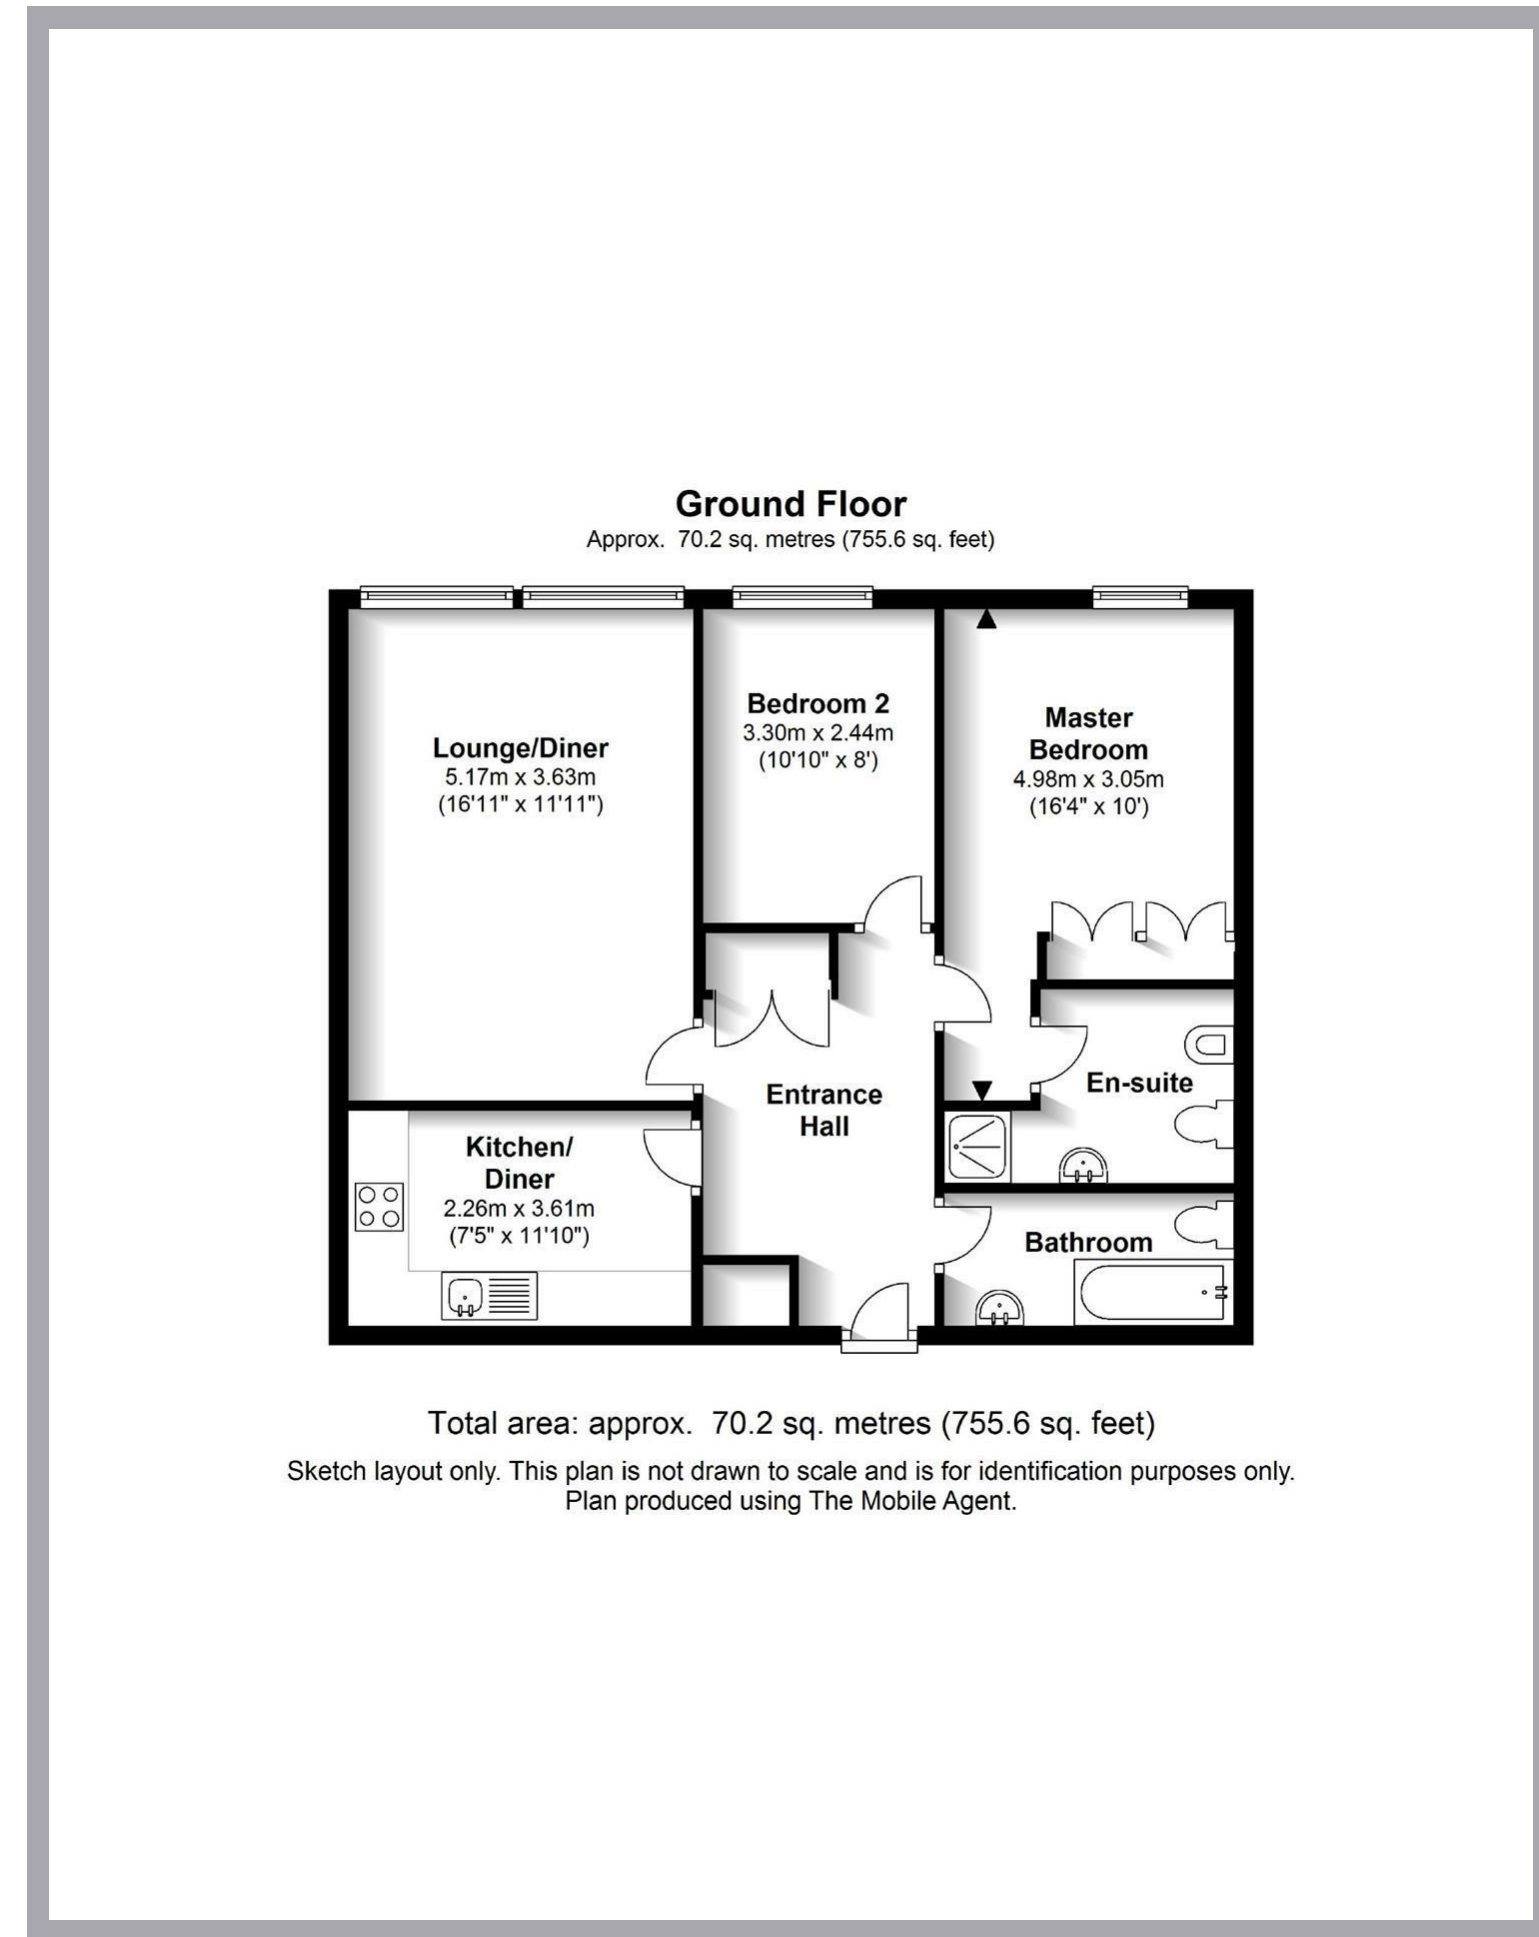 Ground Floor
Approx.  70.2 sq. metres (755.6 sq. feet)
Lounge/Diner
5.17m x 3.63m
(16'11" x 11'11")
Bedroom 2
3.30m x 2.44m
(10'10" x 8')
Master
Bedroom
4.98m x 3.05m
(16'4" x 10')
Entrance
Hall
En-suite
Kitchen/
Diner
2.26m x 3.61m
(7'5" x 11'10")
Bathroom
Total area: approx.  70.2 sq. metres (755.6 sq. feet)
Sketch layout only. This plan is not drawn to scale and is for identification purposes only.
Plan produced using The Mobile Agent.